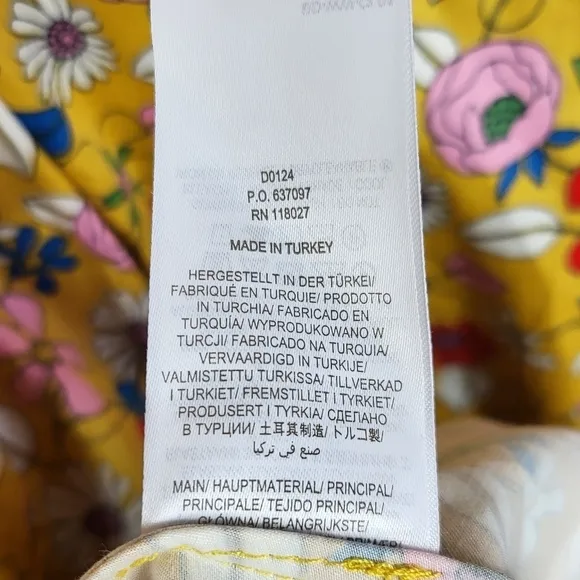 D0124
P.O. 637097
RN 118027
MADE IN TURKEY
HERGESTELLT IN DER TÜRKEI/
FABRIQUÉ EN TURQUIE/ PRODOTTO
IN TURCHIA/ FABRICADO EN
TURQUÍA/ WYPRODUKOWANO W
TURCJI/ FABRICADO NA TURQUIA/
VERVAARDIGD IN TURKIJE/
VALMISTETTU TURKISSA/ TILLVERKAD
I TURKIET/ FREMSTILLET I TYRKIET/
PRODUSERT I TYRKIA/ СДЕЛАНО
В ТУРЦИИ/ 土耳其制造/ トルコ製/
صنع في تركيا
MAIN/ HAUPTMATERIAL/ PRINCIPAL/
PRINCIPALE/ TEJIDO PRINCIPAL/
GŁÓWNA/ BELANGRIJKSTE/